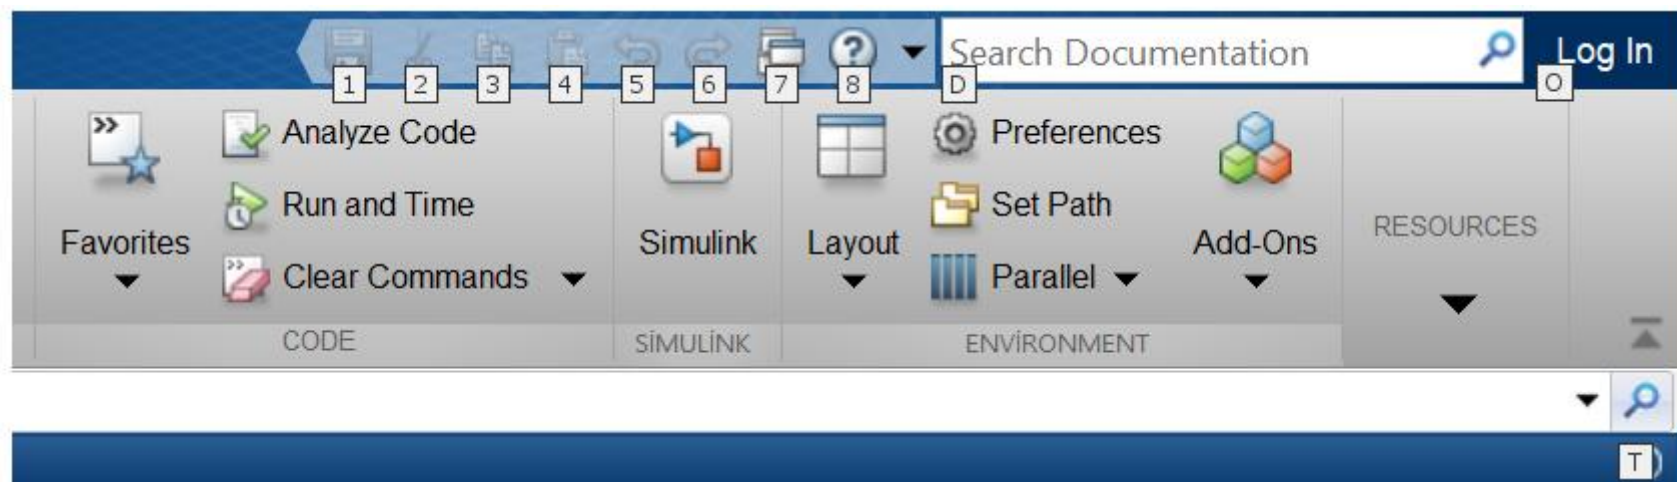 Search Documentation
Log In
1 2 3 4 5 6 7 8 D O
Favorites
Analyze Code
Run and Time
Clear Commands
CODE
Simulink
SİMULİNK
Layout
Preferences
Set Path
Parallel
Add-Ons
ENVİRONMENT
RESOURCES
T